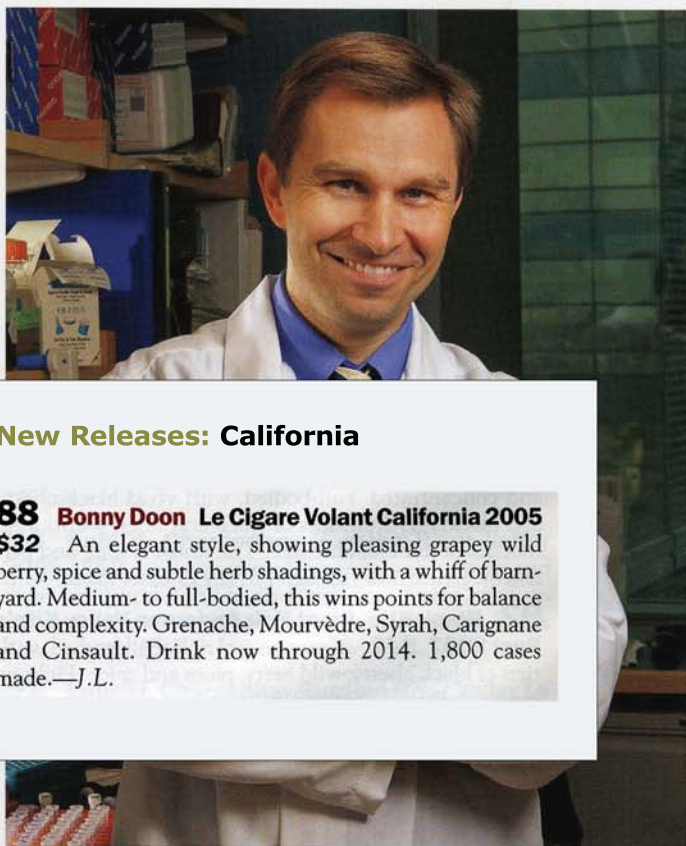 New Releases: California
88 Bonny Doon Le Cigare Volant California 2005
$32 An elegant style, showing pleasing grapey wild
berry, spice and subtle herb shadings, with a whiff of barn-
yard. Medium- to full-bodied, this wins points for balance
and complexity. Grenache, Mourvèdre, Syrah, Carignane
and Cinsault. Drink now through 2014. 1,800 cases
made.—J.L.